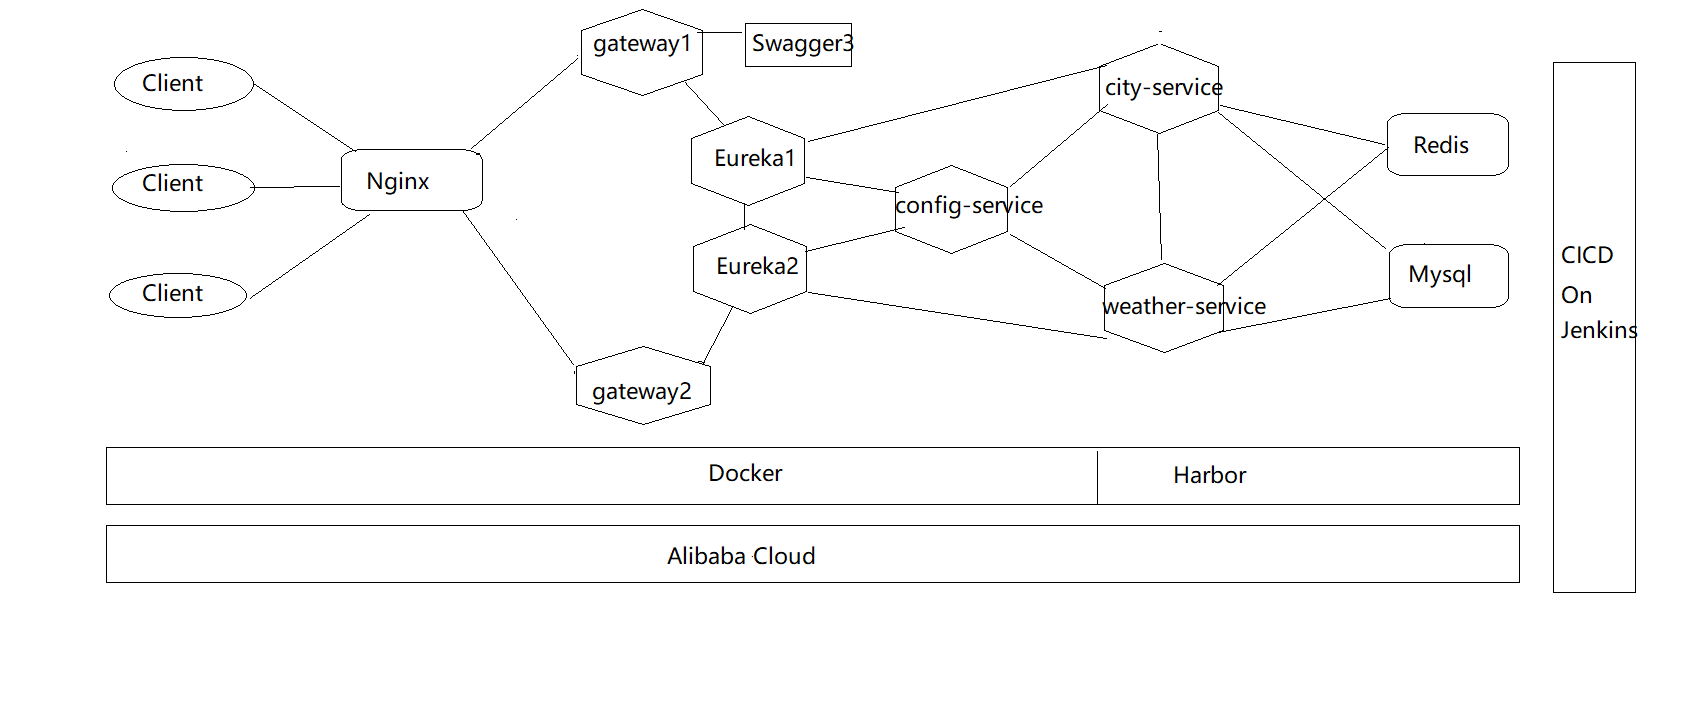 Client
Client
Client
Nginx
gateway1
Swagger3
Eureka1
Eureka2
gateway2
config-service
city-service
weather-service
Redis
Mysql
CICD
On
Jenkins
Docker
Harbor
Alibaba Cloud